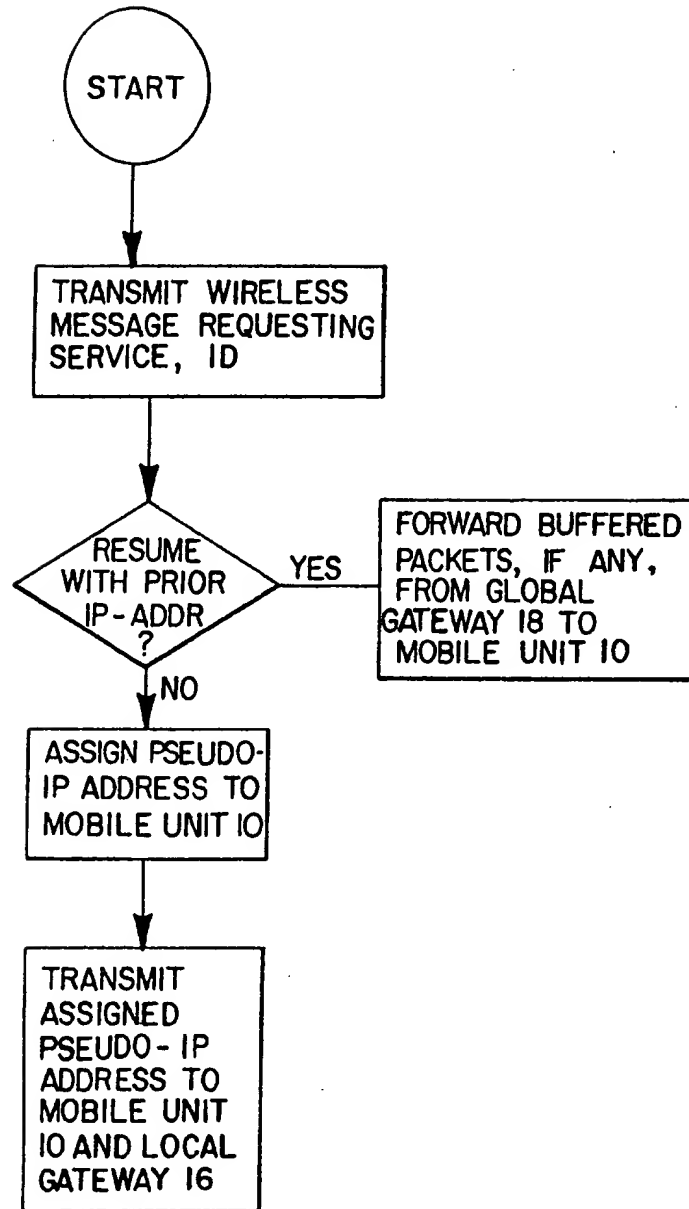 START
TRANSMIT WIRELESS
MESSAGE REQUESTING
SERVICE, ID
RESUME
WITH PRIOR
IP-ADDR
?
YES
FORWARD BUFFERED
PACKETS, IF ANY,
FROM GLOBAL
GATEWAY 18 TO
MOBILE UNIT 10
NO
ASSIGN PSEUDO-
IP ADDRESS TO
MOBILE UNIT 10
TRANSMIT
ASSIGNED
PSEUDO-IP
ADDRESS TO
MOBILE UNIT
10 AND LOCAL
GATEWAY 16